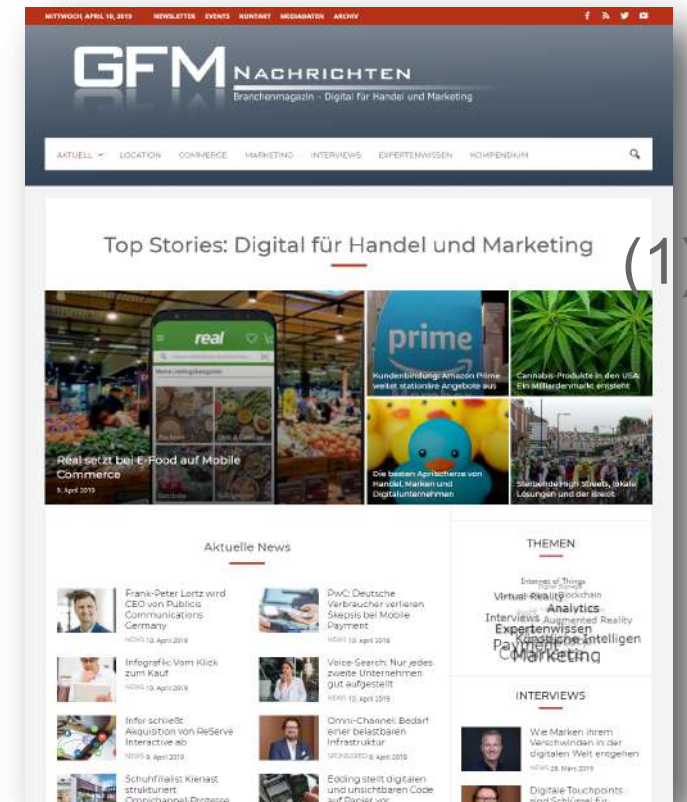 MITTWOCH, APRIL 10, 2019 NEWSLETTER EVENTS KONTAKT MEDIADATEN ARCHIV
GFM NACHRICHTEN
Branchenmagazin - Digital für Handel und Marketing
AKTUELL LOCATION COMMERCE MARKETING INTERVIEWS EXPERTENWISSEN KOMPENDIUM
Top Stories: Digital für Handel und Marketing
(1)
real
Meine Lieblingskategorien
Real setzt bei E-Food auf Mobile
Commerce
9. April 2019
prime
Kundenbindung: Amazon Prime
weitet stationäre Angebote aus
Cannabis-Produkte in den USA:
Ein Milliardenmarkt entsteht
Die besten Aprilscherze von
Handel, Marken und
Digitalunternehmen
Sterbende High Streets, lokale
Lösungen und der Brexit
Aktuelle News
Frank-Peter Lortz wird
CEO von Publicis
Communications
Germany
NEWS 10. April 2019
Infografik: Vom Klick
zum Kauf
NEWS 10. April 2019
Infor schließt
Akquisition von ReServe
Interactive ab
NEWS 9. April 2019
Schuhfilialist Kienast
strukturiert
Omnichannel-Prozesse
PwC: Deutsche
Verbraucher verlieren
Skepsis bei Mobile
Payment
NEWS 10. April 2019
Voice-Search: Nur jedes
zweite Unternehmen
gut aufgestellt
NEWS 10. April 2019
Omni-Channel: Bedarf
einer belastbaren
Infrastruktur
SPONSORED 9. April 2019
Edding stellt digitalen
und unsichtbaren Code
auf Papier vor
THEMEN
Internet of Things
Digital Signage
Virtual Reality Blockchain
Analytics
Interviews Augmented Reality
Expertenwissen
Künstliche Intelligen
Payment
Marketing
INTERVIEWS
Wie Marken ihrem
Verschwinden in der
digitalen Welt entgehen
NEWS 28. März 2019
Digitale Touchpoints
sind Schlüssel für